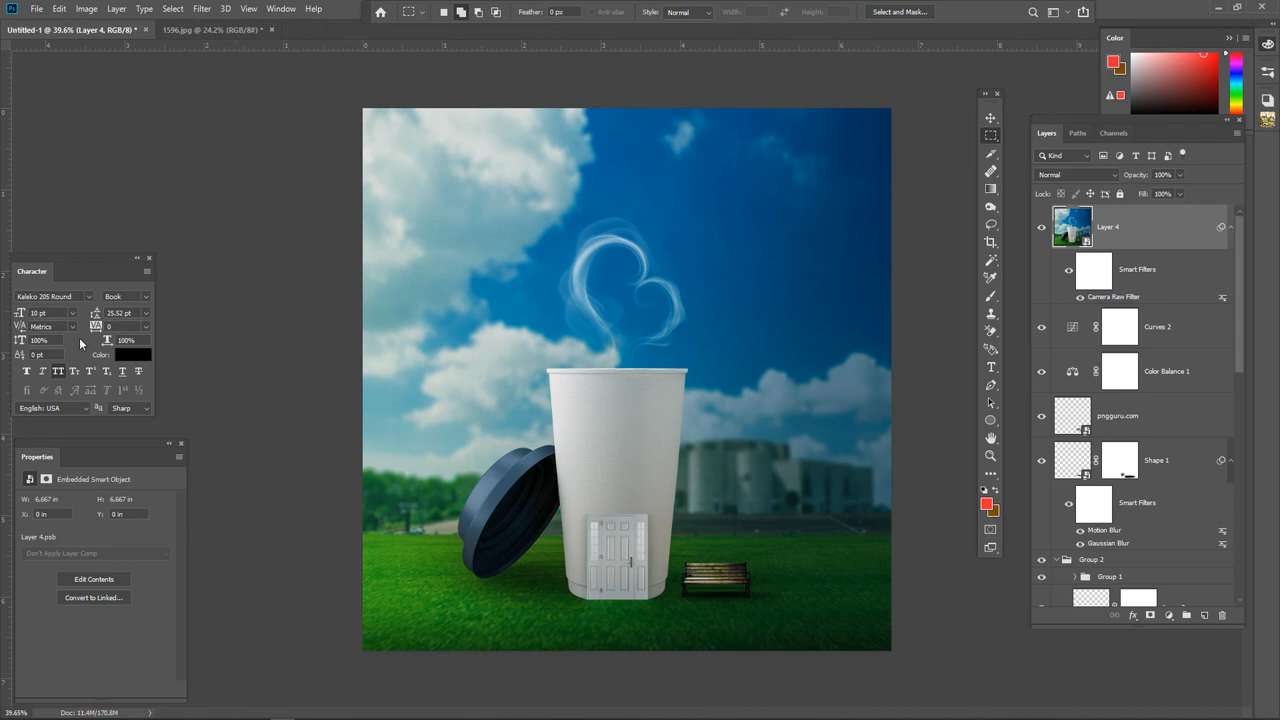 File Edit Image Layer Type Select Filter 3D View Window Help
Feather: 0 px Anti-alias Style: Normal Width: Height: Select and Mask...
Untitled-1 @ 39.6% (Layer 4, RGB/8) * × 1596.jpg @ 24.2% (RGB/8#) * ×
Color
Character
Kaleko 205 Round Book
10 pt 25.52 pt
Metrics 0
100% 100%
0 pt Color:
English: USA Sharp
Properties
Embedded Smart Object
W: 6.667 in H: 6.667 in
X: 0 in Y: 0 in
Layer 4.psb
Don't Apply Layer Comp
Edit Contents
Convert to Linked...
Layers Paths Channels
Kind
Normal Opacity: 100%
Lock: Fill: 100%
Layer 4
Smart Filters
Camera Raw Filter
Curves 2
Color Balance 1
pngguru.com
Shape 1
Smart Filters
Motion Blur
Gaussian Blur
Group 2
Group 1
39.65% Doc: 11.4M/170.8M